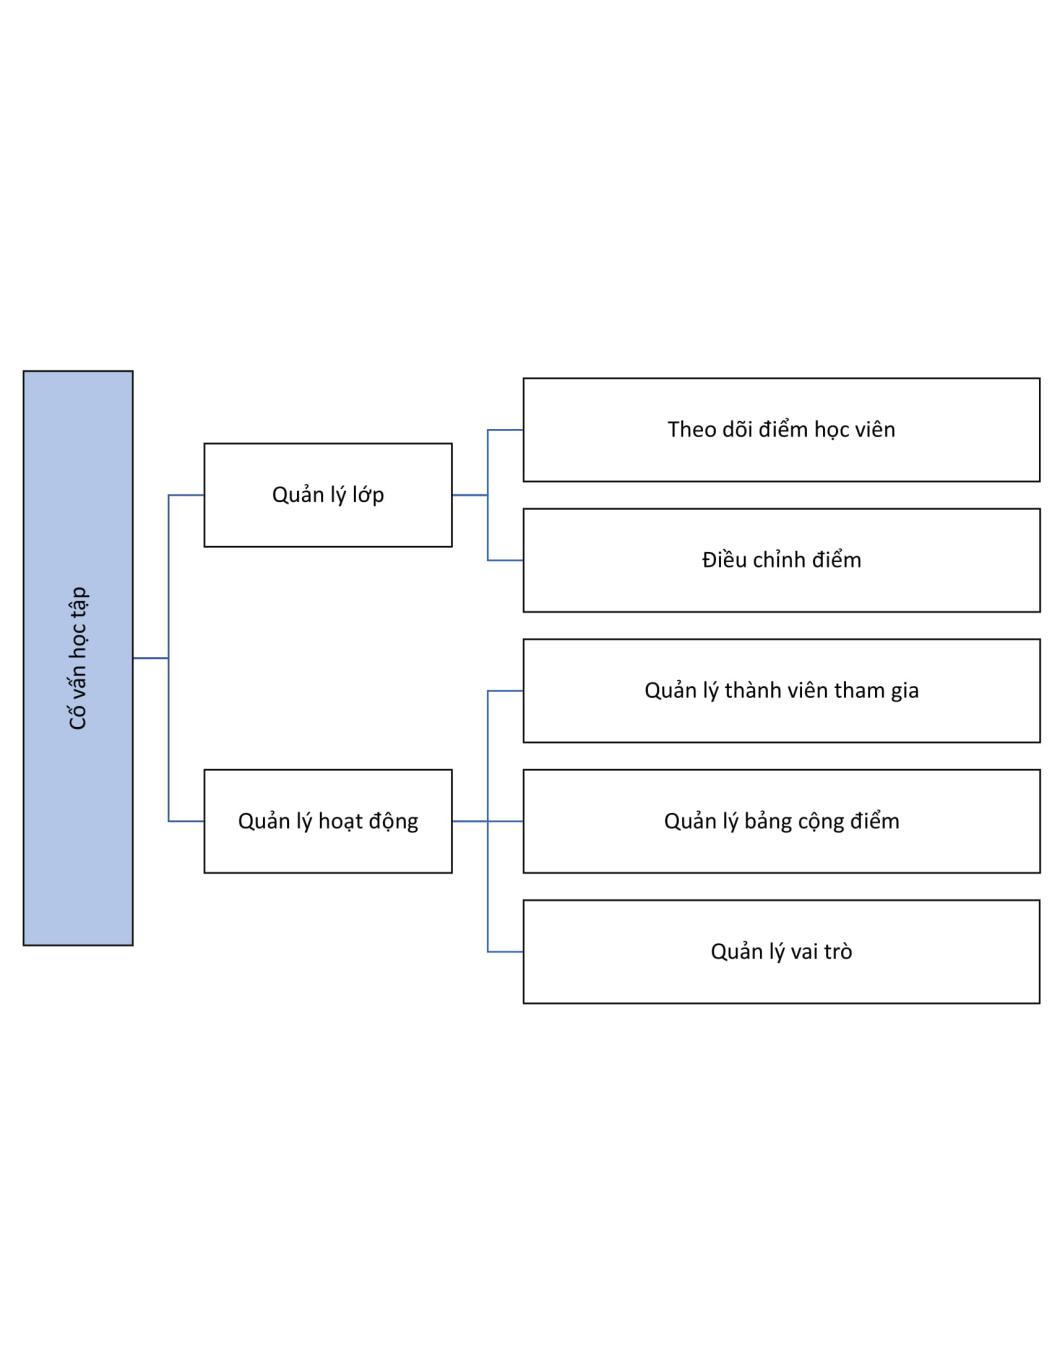 Cố vấn học tập
Quản lý lớp
Theo dõi điểm học viên
Điều chỉnh điểm
Quản lý hoạt động
Quản lý thành viên tham gia
Quản lý bảng cộng điểm
Quản lý vai trò